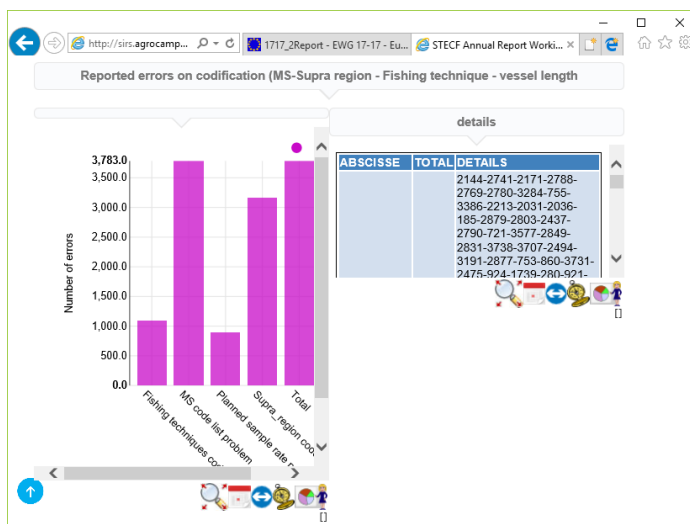 http://sirs.agrocamp...
1717_2Report - EWG 17-17 - Eu...
STECF Annual Report Worki...
Reported errors on codification (MS-Supra region - Fishing technique - vessel length
details
3,783.0
3,500.0
3,000.0
2,500.0
2,000.0
1,500.0
1,000.0
500.0
0.0
Number of errors
Fishing techniques co
MS code list problem
Planned sample rate
Supra_region co
Total
ABSCISSE TOTAL DETAILS
2144-2741-2171-2788-
2769-2780-3284-755-
3386-2213-2031-2036-
185-2879-2803-2437-
2790-721-3577-2849-
2831-3738-3707-2494-
3191-2877-753-860-3731-
2475-924-1739-280-921-
[]
[]